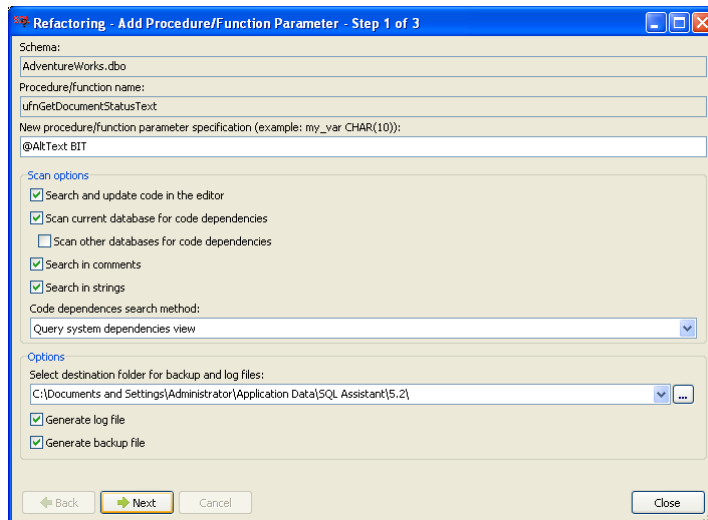 Refactoring - Add Procedure/Function Parameter - Step 1 of 3
Schema:
AdventureWorks.dbo
Procedure/function name:
ufnGetDocumentStatusText
New procedure/function parameter specification (example: my_var CHAR(10)):
@AltText BIT
Scan options
Search and update code in the editor
Scan current database for code dependencies
Scan other databases for code dependencies
Search in comments
Search in strings
Code dependences search method:
Query system dependencies view
Options
Select destination folder for backup and log files:
C:\Documents and Settings\Administrator\Application Data\SQL Assistant\5.2\
...
Generate log file
Generate backup file
Back Next Cancel Close